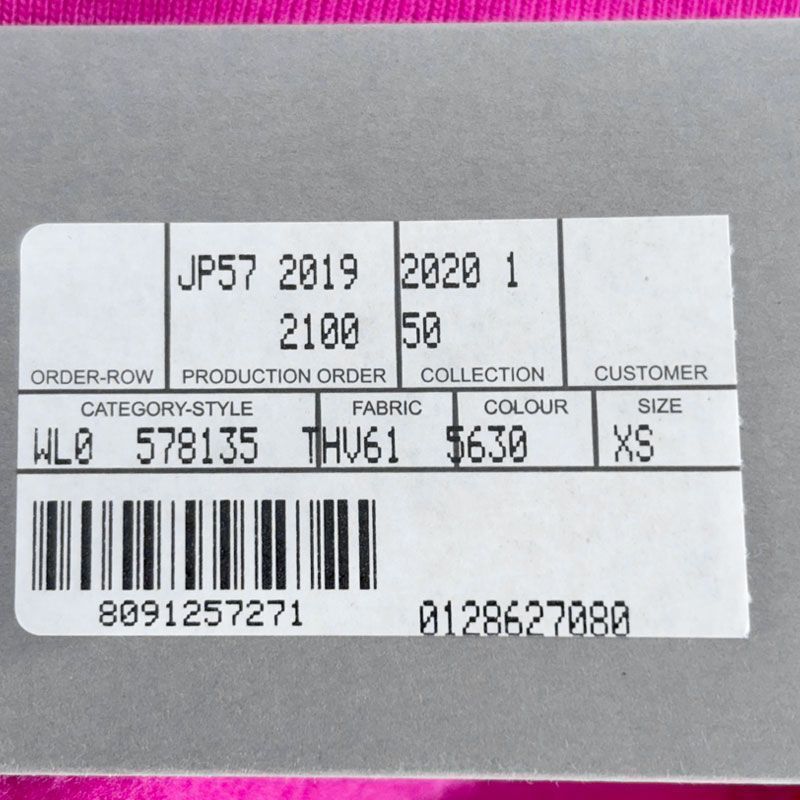 JP57 2019 2020 1
2100 50
ORDER-ROW PRODUCTION ORDER COLLECTION CUSTOMER
CATEGORY-STYLE FABRIC COLOUR SIZE
WL0 578135 THV61 5630 XS
8091257271 0128627080